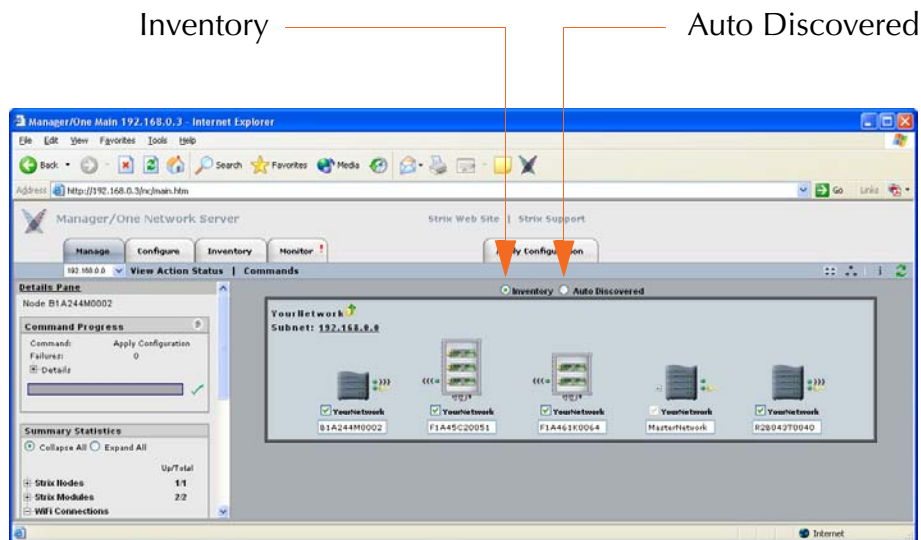 Inventory
Auto Discovered
Manager/One Main 192.168.0.3 - Internet Explorer
File Edit View Favorites Tools Help
Back Search Favorites Media
Address http://192.168.0.3/nc/main.htm Go Links
Manager/One Network Server Strix Web Site | Strix Support
Manage Configure Inventory Monitor ! Apply Configuration
192.168.0.0 View Action Status | Commands
Details Pane
Node B1A244M0002
Command Progress
Command: Apply Configuration
Failures: 0
Details
Summary Statistics
Collapse All Expand All
Up/Total
Strix Nodes 1/1
Strix Modules 2/2
WiFi Connections
Inventory Auto Discovered
YourNetwork
Subnet: 192.168.0.0
YourNetwork YourNetwork YourNetwork YourNetwork YourNetwork
B1A244M0002 F1A45C20051 F1A461K0064 MasterNetwork R28043T0040
Internet